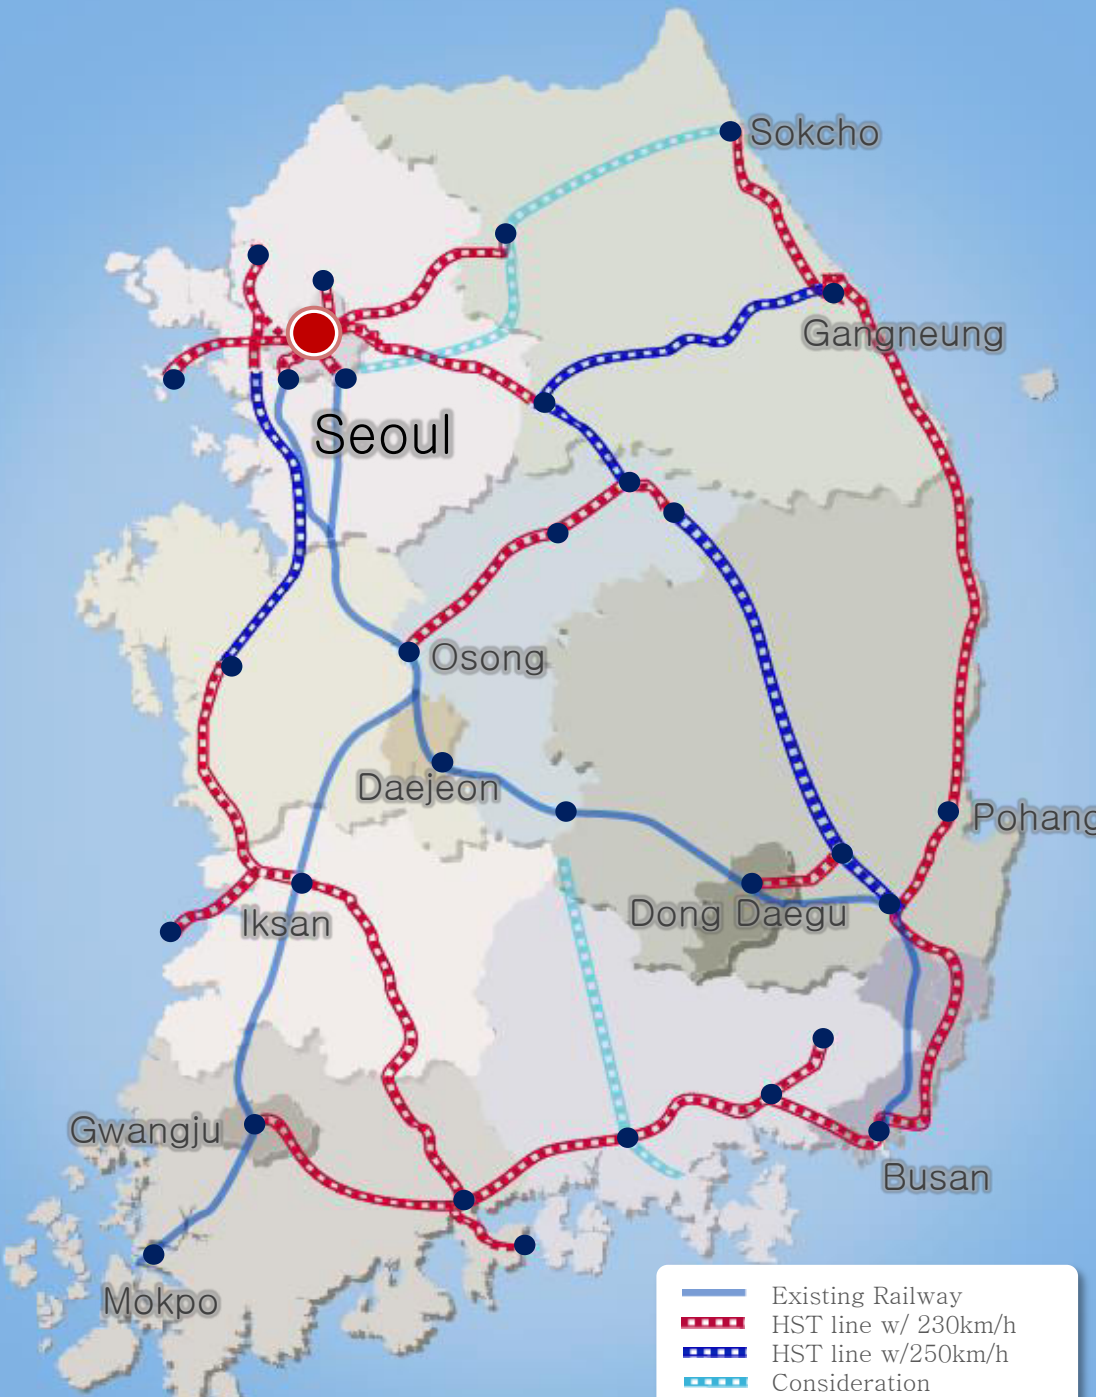 Sokcho
Gangneung
Seoul
Osong
Daejeon
Pohang
Dong Daegu
Iksan
Gwangju
Busan
Mokpo
Existing Railway
HST line w/ 230km/h
HST line w/250km/h
Consideration